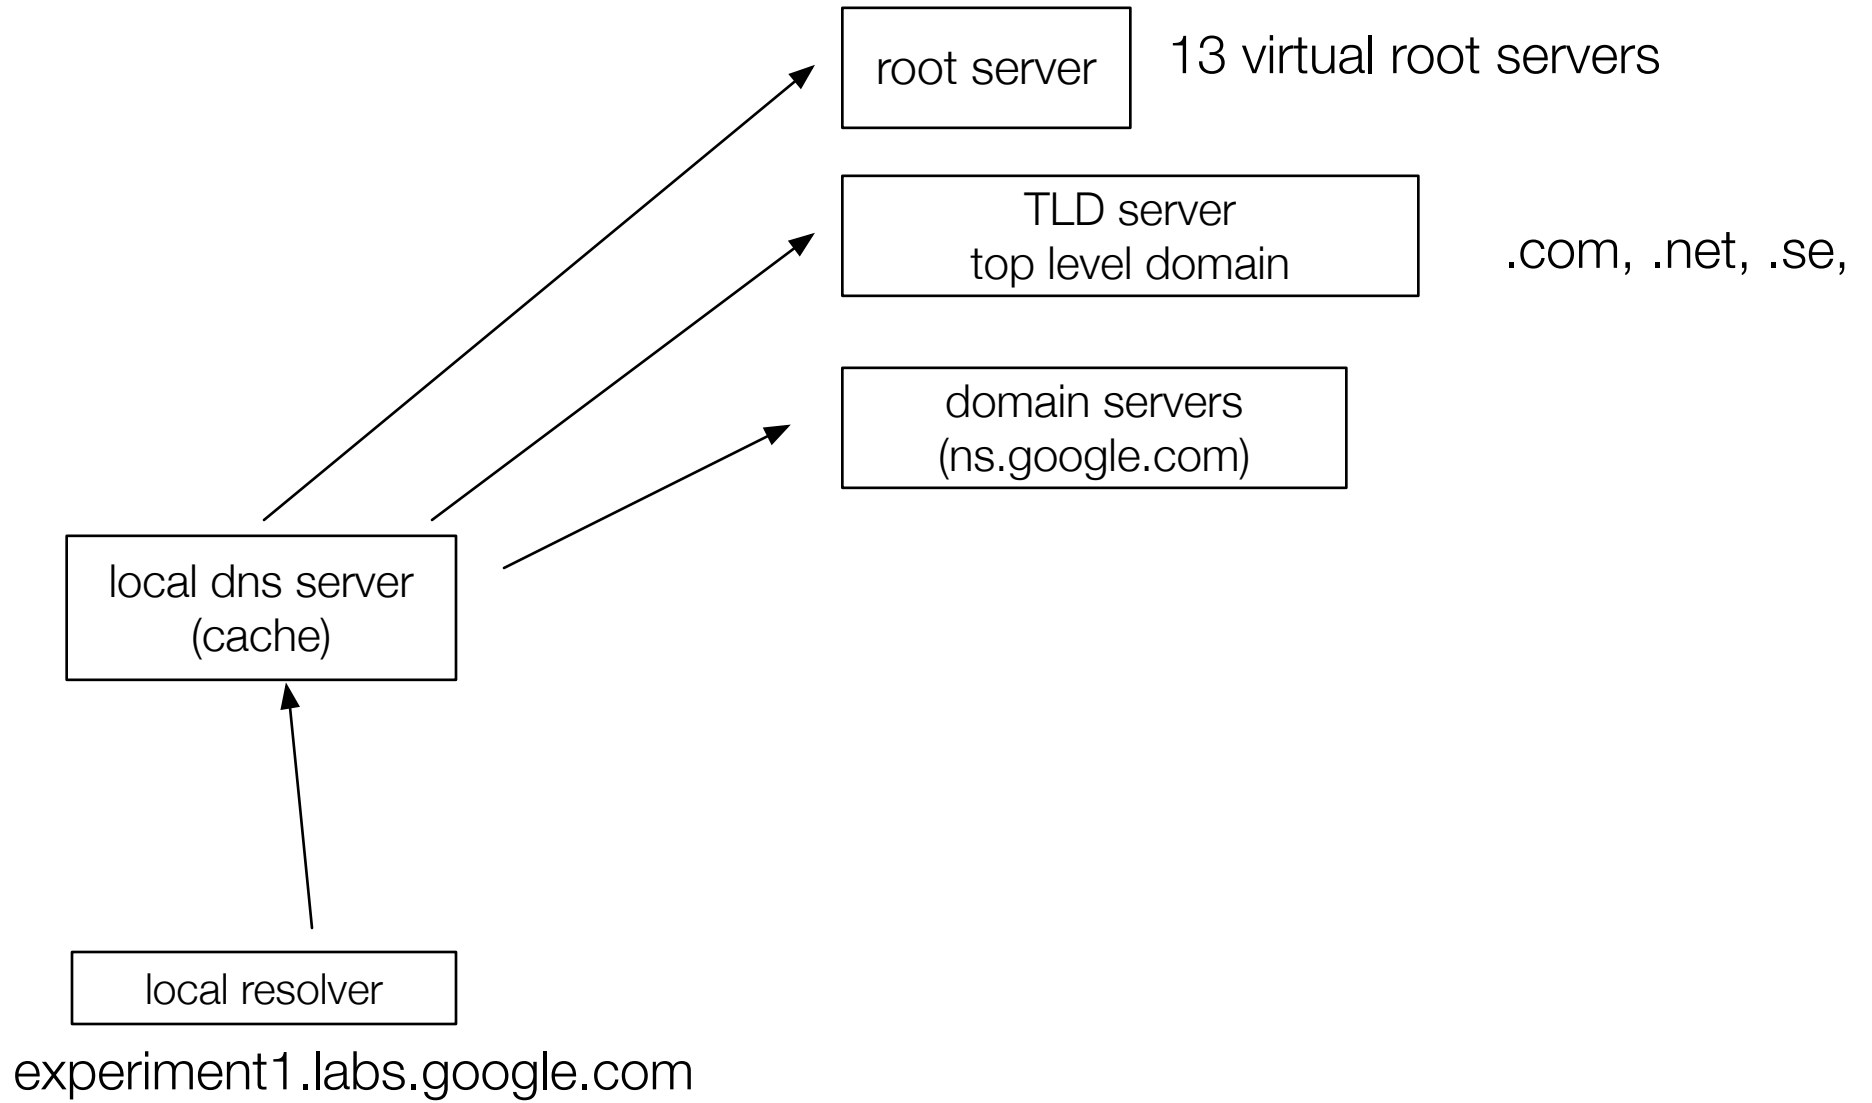 root server
13 virtual root servers
TLD server
top level domain
.com, .net, .se,
domain servers
(ns.google.com)
local dns server
(cache)
local resolver
experiment1.labs.google.com